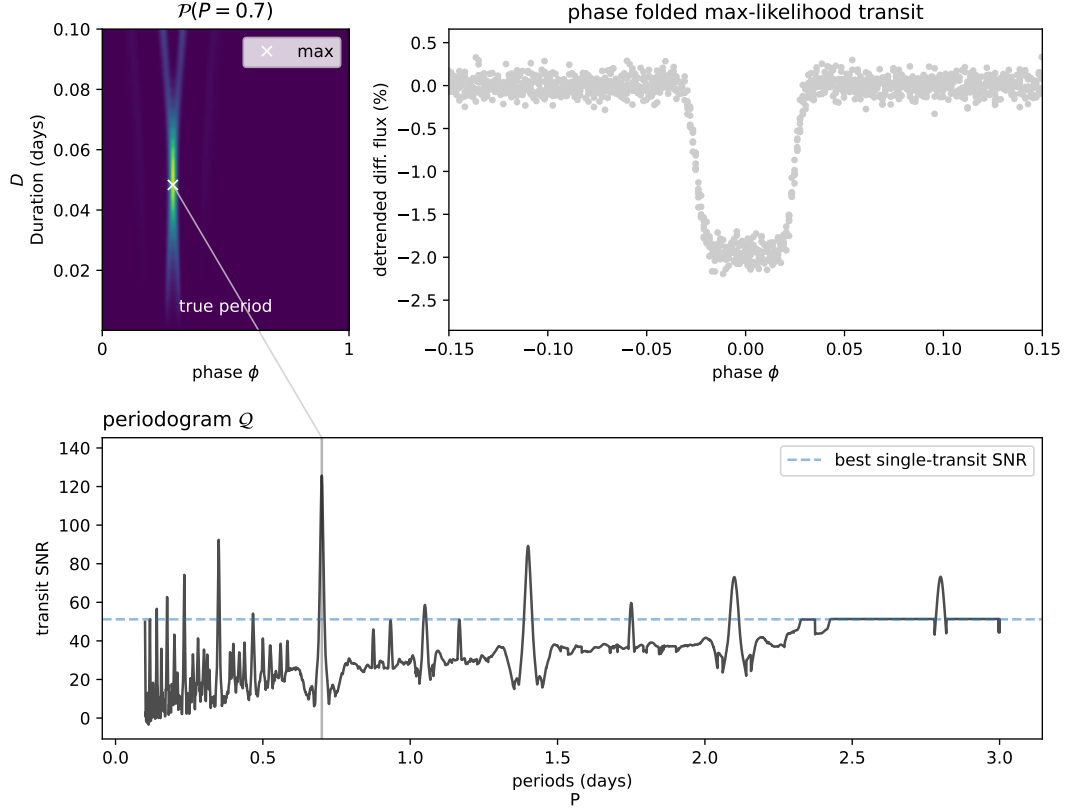 𝒫(P = 0.7)
max
true period
0.10
0.08
0.06
0.04
0.02
D
Duration (days)
0
1
phase ϕ
phase folded max-likelihood transit
0.5
0.0
−0.5
−1.0
−1.5
−2.0
−2.5
detrended diff. flux (%)
−0.15
−0.10
−0.05
0.00
0.05
0.10
0.15
phase ϕ
periodogram 𝒬
best single-transit SNR
140
120
100
80
60
40
20
0
transit SNR
0.0
0.5
1.0
1.5
2.0
2.5
3.0
periods (days)
P